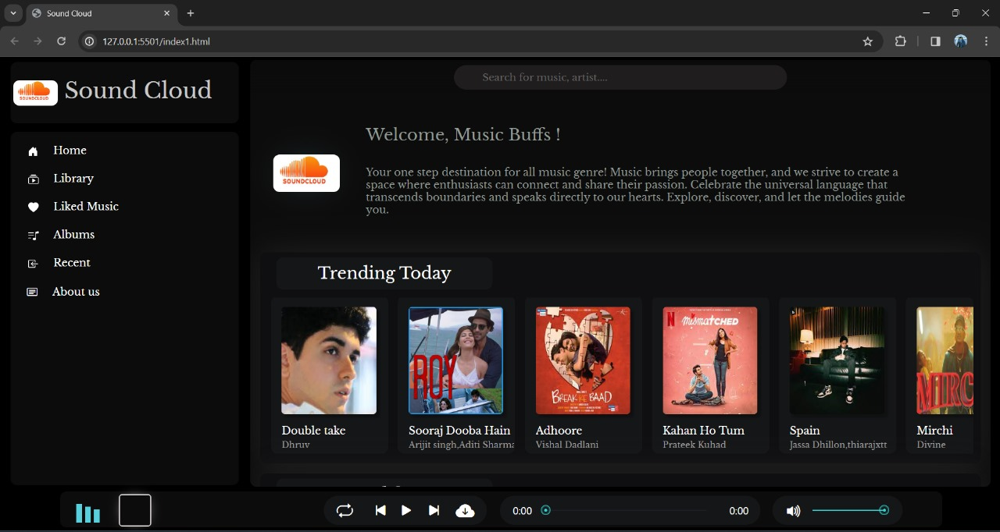 Sound Cloud
127.0.0.1:5501/index1.html
SOUNDCLOUD
Sound Cloud
Home
Library
Liked Music
Albums
Recent
About us
Search for music, artist....
Welcome, Music Buffs !
SOUNDCLOUD
Your one step destination for all music genre! Music brings people together, and we strive to create a
space where enthusiasts can connect and share their passion. Celebrate the universal language that
transcends boundaries and speaks directly to our hearts. Explore, discover, and let the melodies guide
you.
Trending Today
ROY
BREAK KE BAAD
N
MISMATCHED
MIRC
Double take
Dhruv
Sooraj Dooba Hain
Arijit singh,Aditi Sharma
Adhoore
Vishal Dadlani
Kahan Ho Tum
Prateek Kuhad
Spain
Jassa Dhillon,thiarajxtt
Mirchi
Divine
0:00
0:00